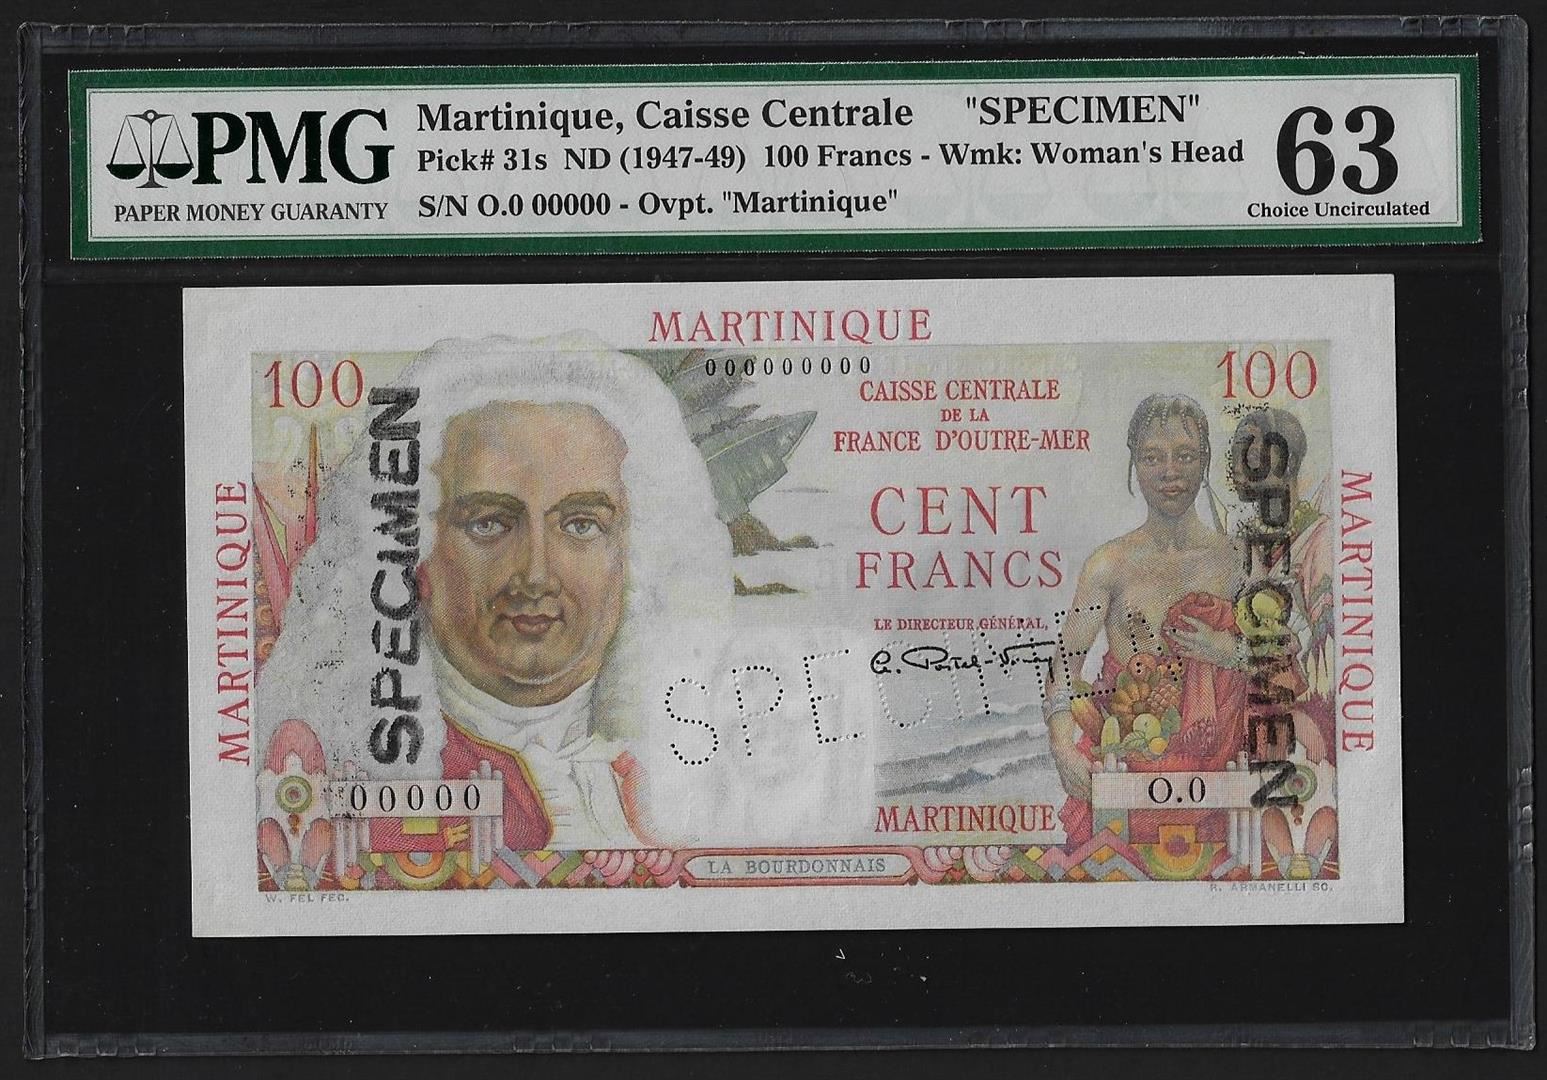 PMG
PAPER MONEY GUARANTY
Martinique, Caisse Centrale "SPECIMEN"
Pick# 31s ND (1947-49) 100 Francs - Wmk: Woman's Head
S/N O.0 00000 - Ovpt. "Martinique"
63
Choice Uncirculated
MARTINIQUE
100
000000000
100
CAISSE CENTRALE
DE LA
FRANCE D'OUTRE-MER
CENT
FRANCS
LE DIRECTEUR GÉNÉRAL,
SPECIMEN
SPECIMEN
SPECIMEN
MARTINIQUE
MARTINIQUE
00000
O.0
MARTINIQUE
LA BOURDONNAIS
W. FEL FEC.
R. ARMANELLI SC.